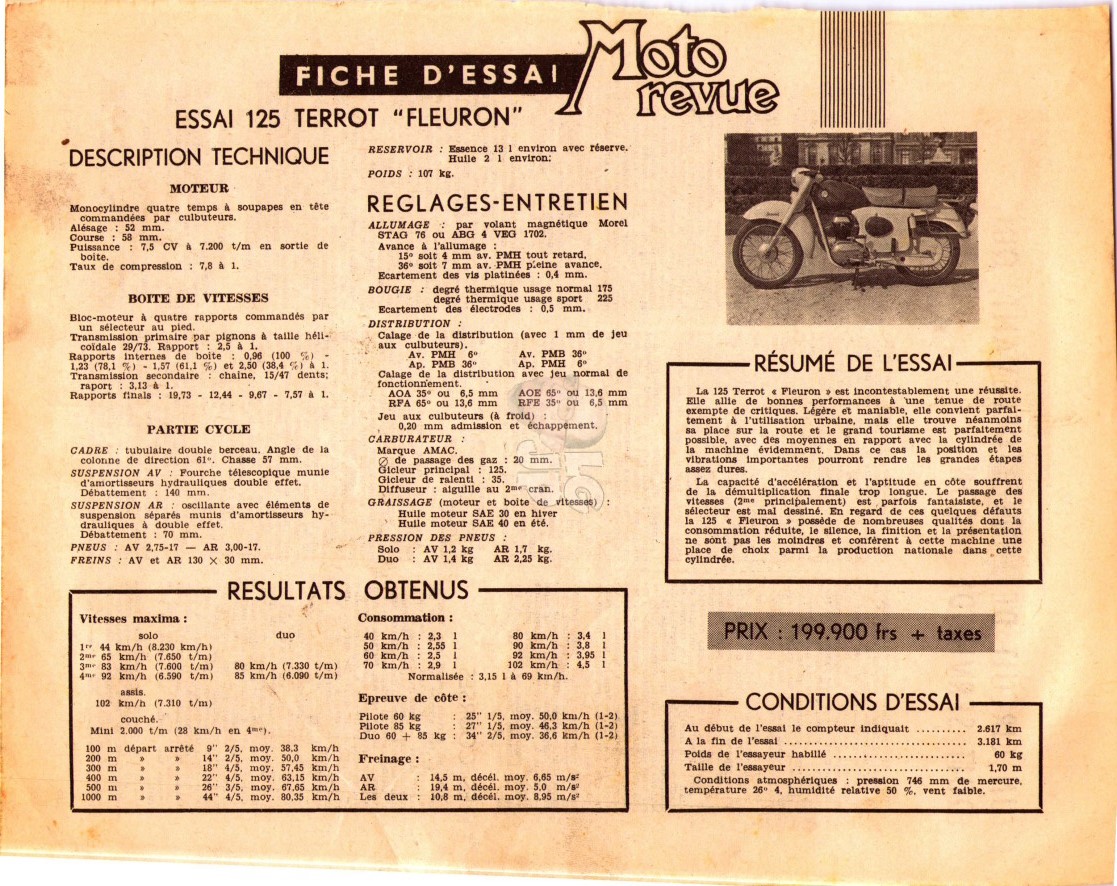 FICHE D'ESSAI
Moto
revue
ESSAI 125 TERROT "FLEURON"
DESCRIPTION TECHNIQUE
MOTEUR
Monocylindre quatre temps à soupapes en tête
commandées par culbuteurs.
Alésage : 52 mm.
Course : 58 mm.
Puissance : 7,5 CV à 7.200 t/m en sortie de
boîte.
Taux de compression : 7,8 à 1.
BOITE DE VITESSES
Bloc-moteur à quatre rapports commandés par
un sélecteur au pied.
Transmission primaire par pignons à taille héli-
coïdale 29/73. Rapport : 2,5 à 1.
Rapports internes de boîte : 0,96 (100 %) -
1,23 (78,1 %) - 1,57 (61,1 %) et 2,50 (38,4 %) à 1.
Transmission secondaire : chaîne, 15/47 dents;
raport : 3,13 à 1.
Rapports finals : 19,73 - 12,44 - 9,67 - 7,57 à 1.
PARTIE CYCLE
CADRE : tubulaire double berceau. Angle de la
colonne de direction 61°. Chasse 57 mm.
SUSPENSION AV : Fourche télescopique munie
d'amortisseurs hydrauliques double effet.
Débattement : 140 mm.
SUSPENSION AR : oscillante avec éléments de
suspension séparés munis d'amortisseurs hy-
drauliques à double effet.
Débattement : 70 mm.
PNEUS : AV 2,75-17 — AR 3,00-17.
FREINS : AV et AR 130 × 30 mm.
RESERVOIR : Essence 13 l environ avec réserve.
Huile 2 l environ.
POIDS : 107 kg.
REGLAGES-ENTRETIEN
ALLUMAGE : par volant magnétique Morel
STAG 76 ou ABG 4 VEG 1702.
Avance à l'allumage :
15° soit 4 mm av. PMH tout retard.
36° soit 7 mm av. PMH pleine avance.
Ecartement des vis platinées : 0,4 mm.
BOUGIE : degré thermique usage normal 175
degré thermique usage sport 225
Ecartement des électrodes : 0,5 mm.
DISTRIBUTION :
Calage de la distribution (avec 1 mm de jeu
aux culbuteurs).
Av. PMH 6° Av. PMB 36°
Ap. PMB 36° Ap. PMH 6°
Calage de la distribution avec jeu normal de
fonctionnement.
AOA 35° ou 6,5 mm AOE 65° ou 13,6 mm
RFA 65° ou 13,6 mm RFE 35° ou 6,5 mm
Jeu aux culbuteurs (à froid) :
0,20 mm admission et échappement.
CARBURATEUR :
Marque AMAC.
Ø de passage des gaz : 20 mm.
Gicleur principal : 125.
Gicleur de ralenti : 35.
Diffuseur : aiguille au 2me cran.
GRAISSAGE (moteur et boîte de vitesses) :
Huile moteur SAE 30 en hiver
Huile moteur SAE 40 en été.
PRESSION DES PNEUS :
Solo : AV 1,2 kg AR 1,7 kg.
Duo : AV 1,4 kg AR 2,25 kg.
RÉSUMÉ DE L'ESSAI
La 125 Terrot « Fleuron » est incontestablement une réussite.
Elle allie de bonnes performances à une tenue de route
exempte de critiques. Légère et maniable, elle convient parfai-
tement à l'utilisation urbaine, mais elle trouve néanmoins
sa place sur la route et le grand tourisme est parfaitement
possible, avec des moyennes en rapport avec la cylindrée de
la machine évidemment. Dans ce cas la position et les
vibrations importantes pourront rendre les grandes étapes
assez dures.
La capacité d'accélération et l'aptitude en côte souffrent
de la démultiplication finale trop longue. Le passage des
vitesses (2me principalement) est parfois fantaisiste, et le
sélecteur est mal dessiné. En regard de ces quelques défauts
la 125 « Fleuron » possède de nombreuses qualités dont la
consommation réduite, le silence, la finition et la présentation
ne sont pas les moindres et confèrent à cette machine une
place de choix parmi la production nationale dans cette
cylindrée.
RESULTATS OBTENUS
Vitesses maxima :
solo duo
1re 44 km/h (8.230 km/h)
2me 65 km/h (7.650 t/m)
3me 83 km/h (7.600 t/m) 80 km/h (7.330 t/m)
4me 92 km/h (6.590 t/m) 85 km/h (6.090 t/m)
assis.
102 km/h (7.310 t/m)
couché.
Mini 2.000 t/m (28 km/h en 4me).
100 m départ arrêté 9" 2/5, moy. 38,3 km/h
200 m » » 14" 2/5, moy. 50,0 km/h
300 m » » 18" 4/5, moy. 57,45 km/h
400 m » » 22" 4/5, moy. 63,15 km/h
500 m » » 26" 3/5, moy. 67,65 km/h
1000 m » » 44" 4/5, moy. 80,35 km/h
Consommation :
40 km/h : 2,3 l 80 km/h : 3,4 l
50 km/h : 2,55 l 90 km/h : 3,8 l
60 km/h : 2,5 l 92 km/h : 3,95 l
70 km/h : 2,9 l 102 km/h : 4,5 l
Normalisée : 3,15 l à 69 km/h.
Epreuve de côte :
Pilote 60 kg : 25" 1/5, moy. 50,0 km/h (1-2)
Pilote 85 kg : 27" 1/5, moy. 46,3 km/h (1-2)
Duo 60 + 85 kg : 34" 2/5, moy. 36,6 km/h (1-2)
Freinage :
AV : 14,5 m, décél. moy. 6,65 m/s²
AR : 19,4 m, décél. moy. 5,0 m/s²
Les deux : 10,8 m, décél. moy. 8,95 m/s²
PRIX : 199.900 frs + taxes
CONDITIONS D'ESSAI
Au début de l'essai le compteur indiquait .......... 2.617 km
A la fin de l'essai .......... 3.181 km
Poids de l'essayeur habillé .......... 60 kg
Taille de l'essayeur .......... 1,70 m
Conditions atmosphériques : pression 746 mm de mercure,
température 26° 4, humidité relative 50 %, vent faible.